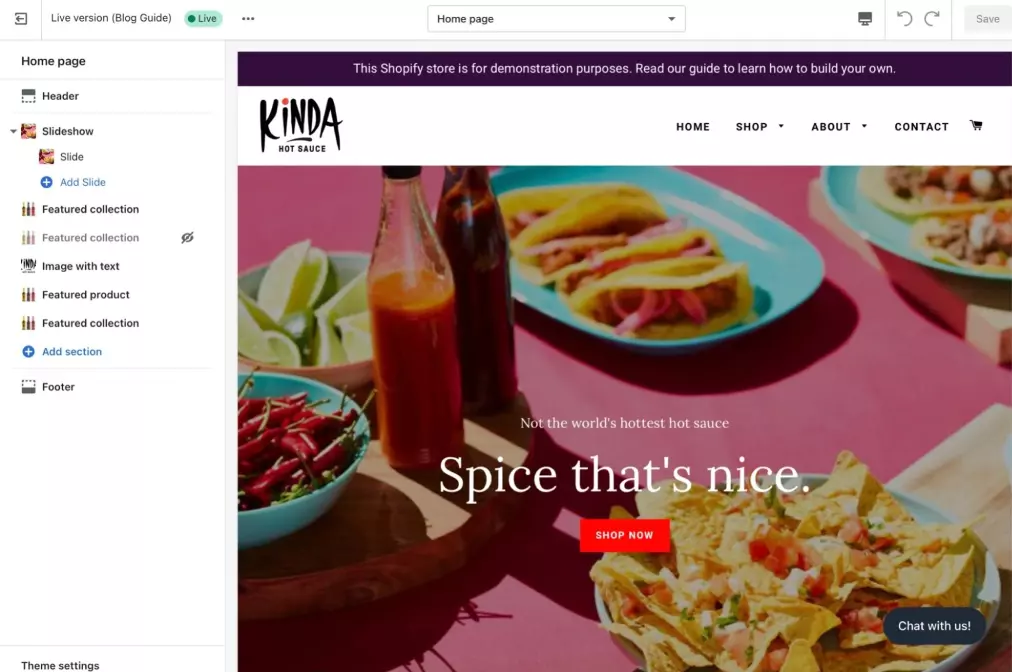 Live version (Blog Guide)
Live
Home page
Save
Home page
Header
Slideshow
Slide
Add Slide
Featured collection
Featured collection
Image with text
Featured product
Featured collection
Add section
Footer
Theme settings
This Shopify store is for demonstration purposes. Read our guide to learn how to build your own.
KiNDA
HOT SAUCE
HOME SHOP ABOUT CONTACT
Not the world's hottest hot sauce
Spice that's nice.
SHOP NOW
Chat with us!